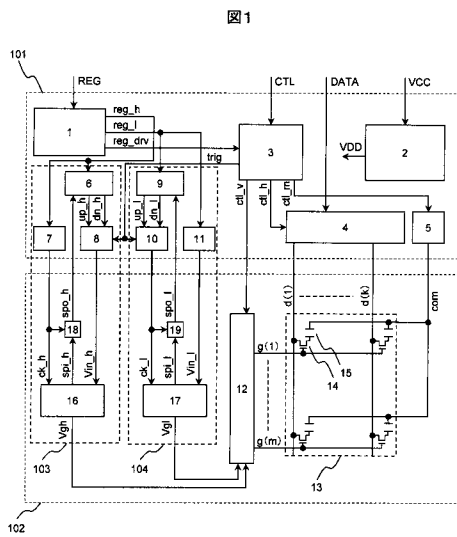 図1
101
REG
CTL
DATA
VCC
reg_h
reg_l
reg_drv
trig
1
3
2
VDD
6
9
up_h
dn_h
up_l
dn_l
ctl_v
ctl_h
ctl_m
7
8
10
11
4
5
spo_h
spo_l
d(1)
d(k)
com
18
19
ck_h
spi_h
Vin_h
ck_l
spi_l
Vin_l
12
g(1)
15
14
16
17
g(m)
Vgh
Vgl
103
104
13
102